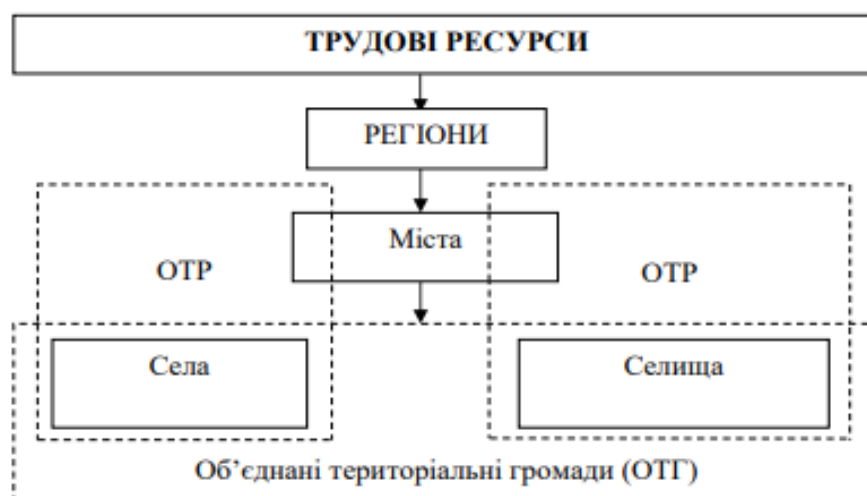 ТРУДОВІ РЕСУРСИ
РЕГІОНИ
Міста
ОТР
ОТР
Села
Селища
Об’єднані територіальні громади (ОТГ)